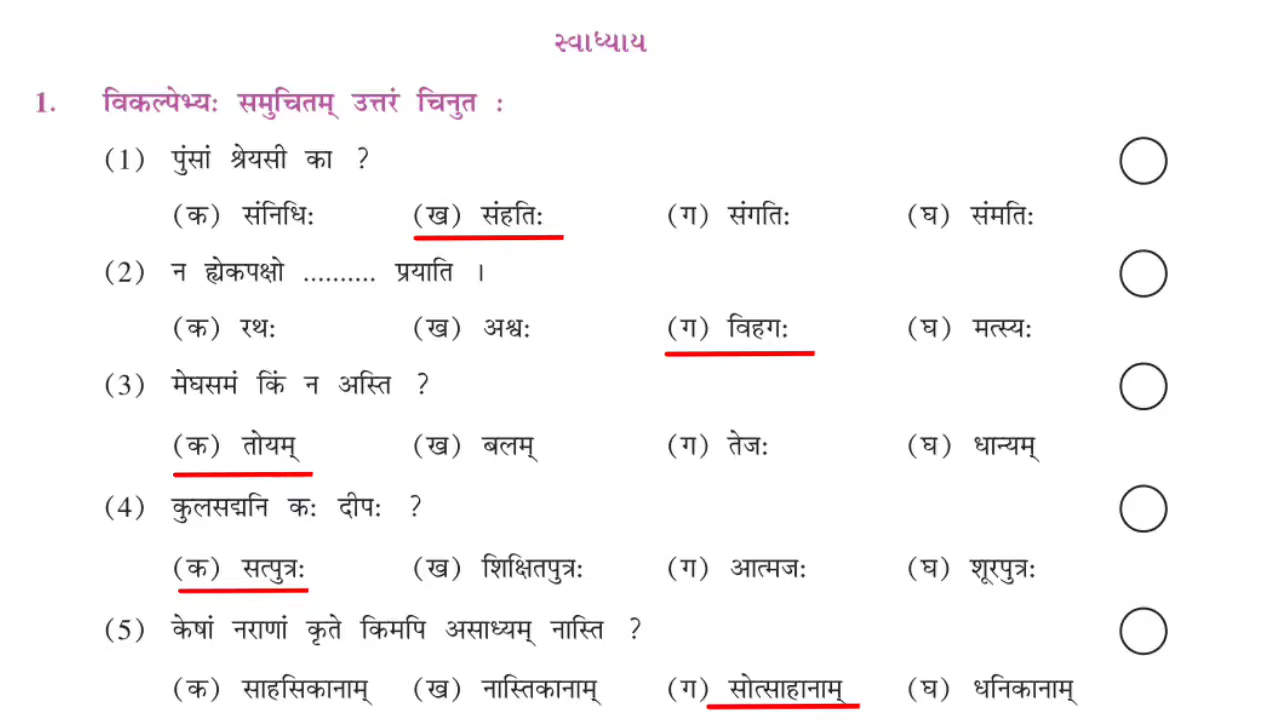 સ્વાધ્યાય
1. विकल्पेभ्यः समुचितम् उत्तरं चिनुत :
(1) पुंसां श्रेयसी का ?
(क) संनिधिः (ख) संहतिः (ग) संगतिः (घ) संमतिः
(2) न ह्येकपक्षो .......... प्रयाति ।
(क) रथः (ख) अश्वः (ग) विहगः (घ) मत्स्यः
(3) मेघसमं किं न अस्ति ?
(क) तोयम् (ख) बलम् (ग) तेजः (घ) धान्यम्
(4) कुलसद्मनि कः दीपः ?
(क) सत्पुत्रः (ख) शिक्षितपुत्रः (ग) आत्मजः (घ) शूरपुत्रः
(5) केषां नराणां कृते किमपि असाध्यम् नास्ति ?
(क) साहसिकानाम् (ख) नास्तिकानाम् (ग) सोत्साहानाम् (घ) धनिकानाम्